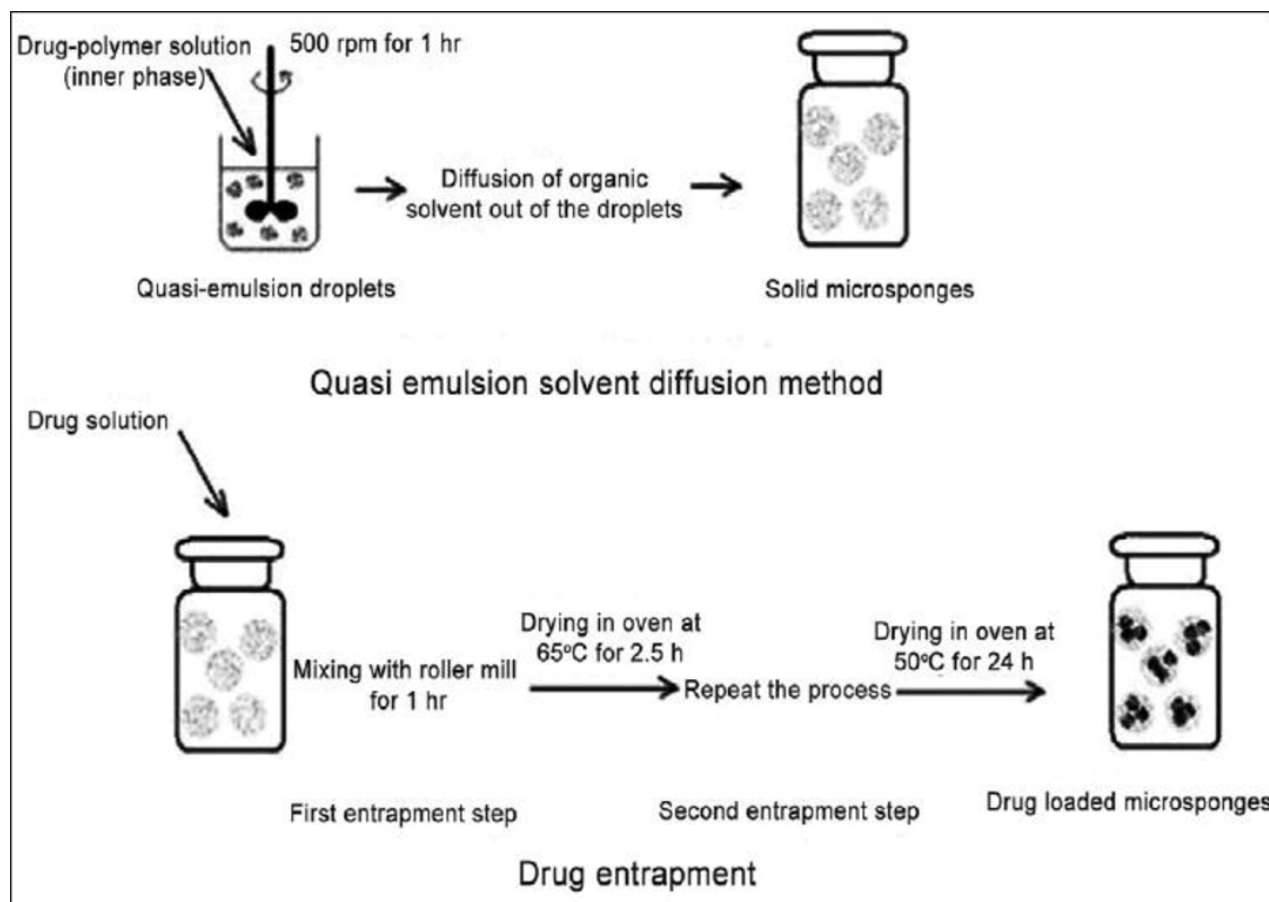 Drug-polymer solution
(inner phase)
500 rpm for 1 hr
Diffusion of organic
solvent out of the droplets
Quasi-emulsion droplets
Solid microsponges
Quasi emulsion solvent diffusion method
Drug solution
Mixing with roller mill
for 1 hr
Drying in oven at
65°C for 2.5 h
Repeat the process
Drying in oven at
50°C for 24 h
First entrapment step
Second entrapment step
Drug loaded microsponges
Drug entrapment